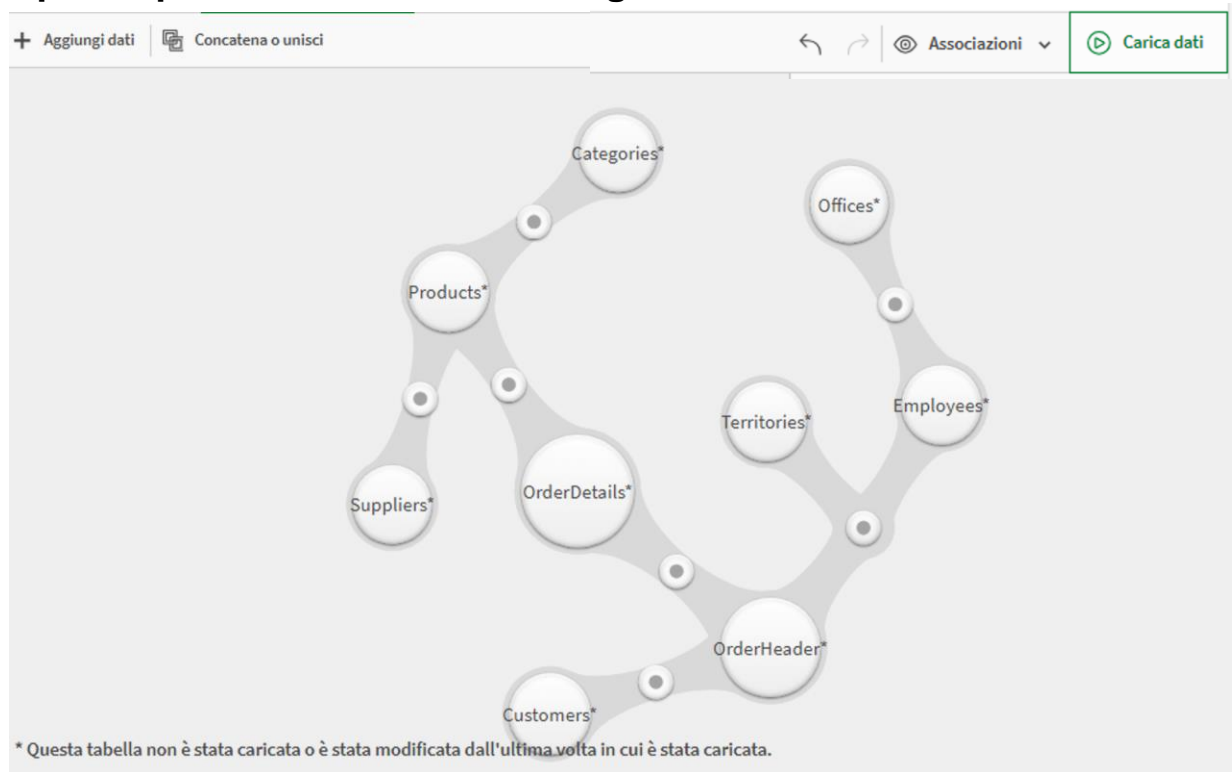 Aggiungi dati
Concatena o unisci
Associazioni
Carica dati
Categories*
Offices*
Products*
Territories*
Employees*
OrderDetails*
Suppliers*
OrderHeader*
Customers*
* Questa tabella non è stata caricata o è stata modificata dall'ultima volta in cui è stata caricata.